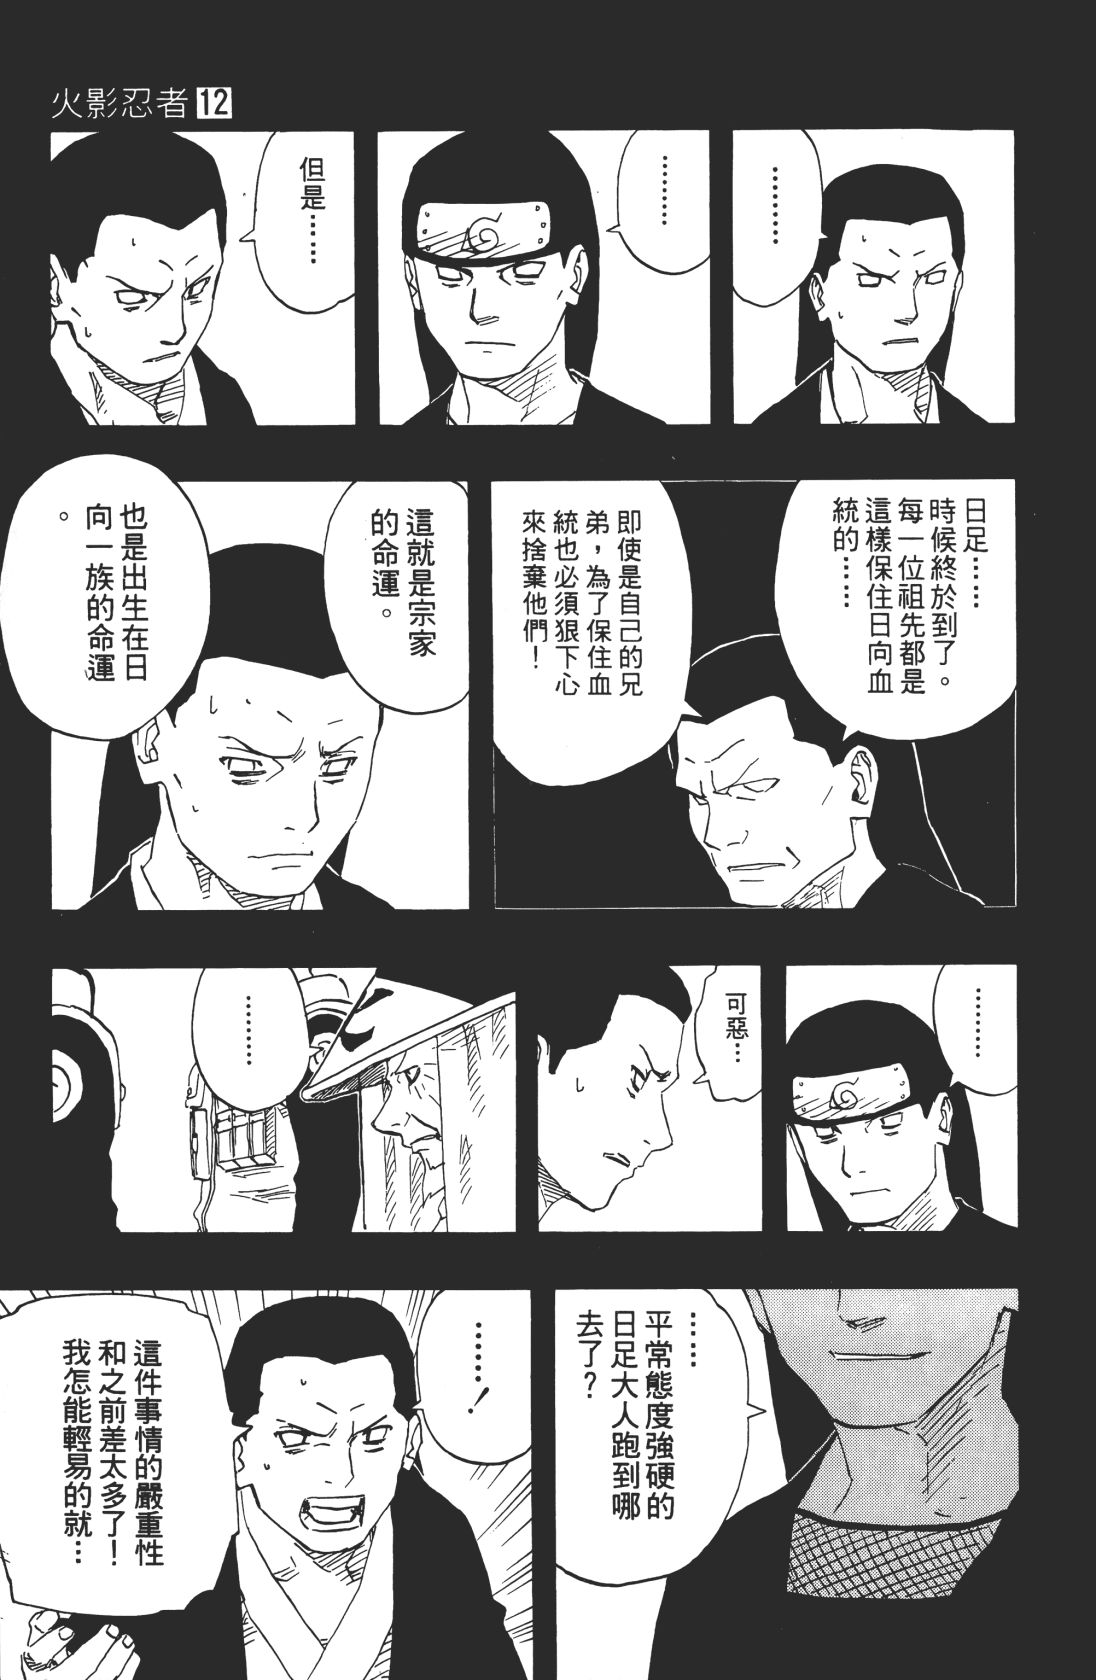 火影忍者12
………
………
但是……
日足……
時候終於到了。
每一位祖先都是
這樣保住日向血
統的……
即使是自己的兄
弟，為了保住血
統也必須狠下心
來捨棄他們！
這就是宗家
的命運。
也是出生在日
向一族的命運
。
………
可惡…
………
……
平常態度強硬的
日足大人跑到哪
去了？
……！
這件事情的嚴重性
和之前差太多了！
我怎能輕易的就…